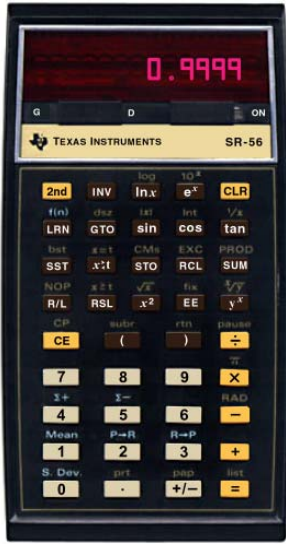 0.9999
G D ON
TEXAS INSTRUMENTS SR-56
log 10ˣ
2nd INV lnx eˣ CLR
f(n) dsz |x| Int 1/x
LRN GTO sin cos tan
bst x=t CMs EXC PROD
SST x⇄t STO RCL SUM
NOP x≥t √x fix ˣ√y
R/L RSL x² EE yˣ
CP subr rtn pause
CE ( ) ÷
π
7 8 9 ×
Σ+ Σ− RAD
4 5 6 −
Mean P→R R→P
1 2 3 +
S. Dev. prt pap list
0 . +/− =